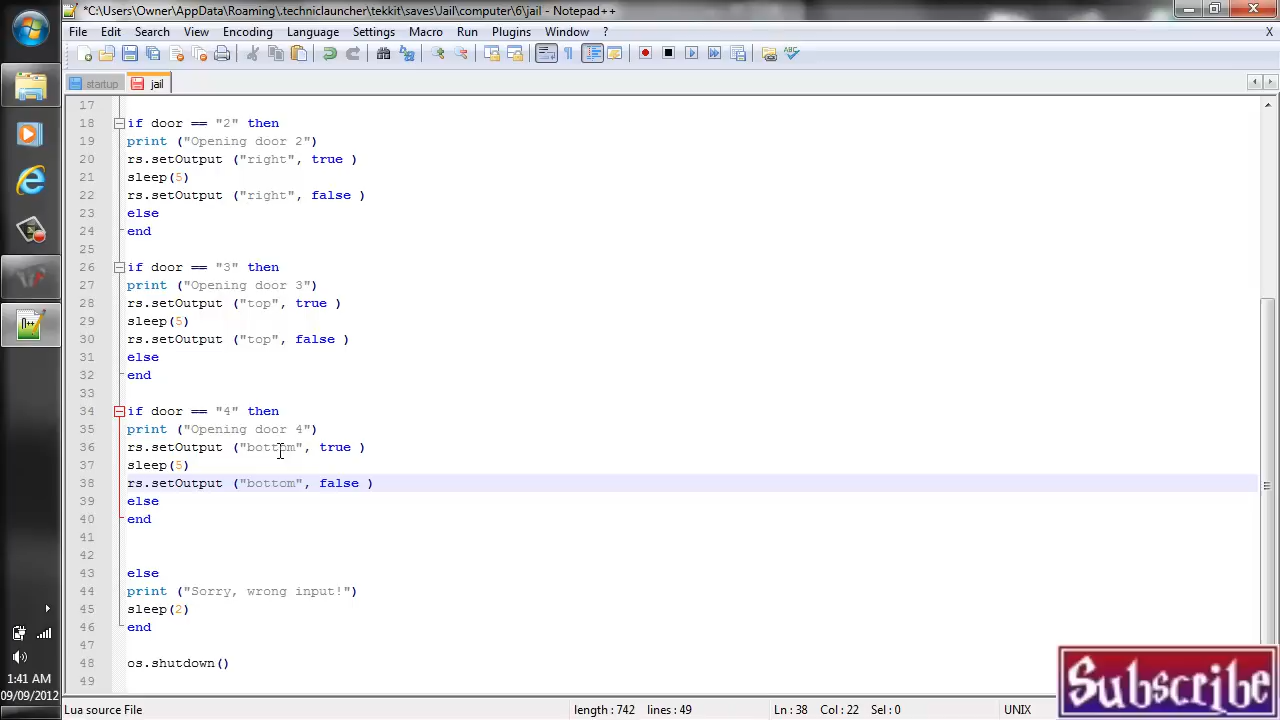 *C:\Users\Owner\AppData\Roaming\.techniclauncher\tekkit\saves\Jail\computer\6\jail - Notepad++
File Edit Search View Encoding Language Settings Macro Run Plugins Window ? X
startup jail
17
18 if door == "2" then
19 print ("Opening door 2")
20 rs.setOutput ("right", true )
21 sleep(5)
22 rs.setOutput ("right", false )
23 else
24 end
25
26 if door == "3" then
27 print ("Opening door 3")
28 rs.setOutput ("top", true )
29 sleep(5)
30 rs.setOutput ("top", false )
31 else
32 end
33
34 if door == "4" then
35 print ("Opening door 4")
36 rs.setOutput ("bottom", true )
37 sleep(5)
38 rs.setOutput ("bottom", false )
39 else
40 end
41
42
43 else
44 print ("Sorry, wrong input!")
45 sleep(2)
46 end
47
48 os.shutdown()
49
1:41 AM
09/09/2012
Subscribe
Lua source File length : 742 lines : 49 Ln : 38 Col : 22 Sel : 0 UNIX